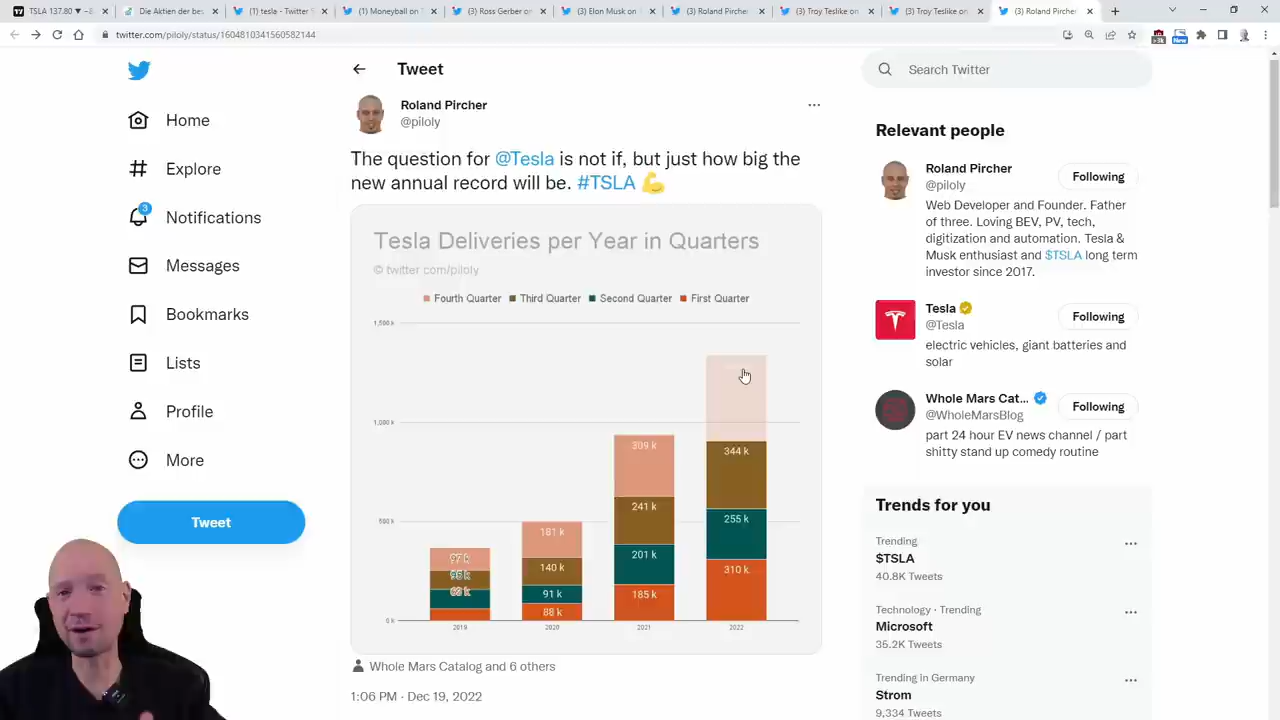 TSLA 137.80 ▼ −8
Die Aktien der bes
(1) tesla - Twitter S
(1) Moneyball on T
(3) Ross Gerber on
(3) Elon Musk on T
(3) Roland Pircher
(3) Troy Teslike on
(3) Troy Teslike on
(3) Roland Pircher
twitter.com/piloly/status/1604810341560582144
New
Home
Explore
3
Notifications
Messages
Bookmarks
Lists
Profile
More
Tweet
Tweet
Roland Pircher
@piloly
The question for @Tesla is not if, but just how big the
new annual record will be. #TSLA 💪
Tesla Deliveries per Year in Quarters
© twitter.com/piloly
Fourth Quarter Third Quarter Second Quarter First Quarter
1,500 k
1,000 k
500 k
0 k
97 k
181 k
140 k
91 k
88 k
309 k
241 k
201 k
185 k
344 k
255 k
310 k
2019 2020 2021 2022
Whole Mars Catalog and 6 others
1:06 PM · Dec 19, 2022
Search Twitter
Relevant people
Roland Pircher
@piloly
Following
Web Developer and Founder. Father
of three. Loving BEV, PV, tech,
digitization and automation. Tesla &
Musk enthusiast and $TSLA long term
investor since 2017.
Tesla
@Tesla
Following
electric vehicles, giant batteries and
solar
Whole Mars Cat...
@WholeMarsBlog
Following
part 24 hour EV news channel / part
shitty stand up comedy routine
Trends for you
Trending
$TSLA
40.8K Tweets
Technology · Trending
Microsoft
35.2K Tweets
Trending in Germany
Strom
9,334 Tweets